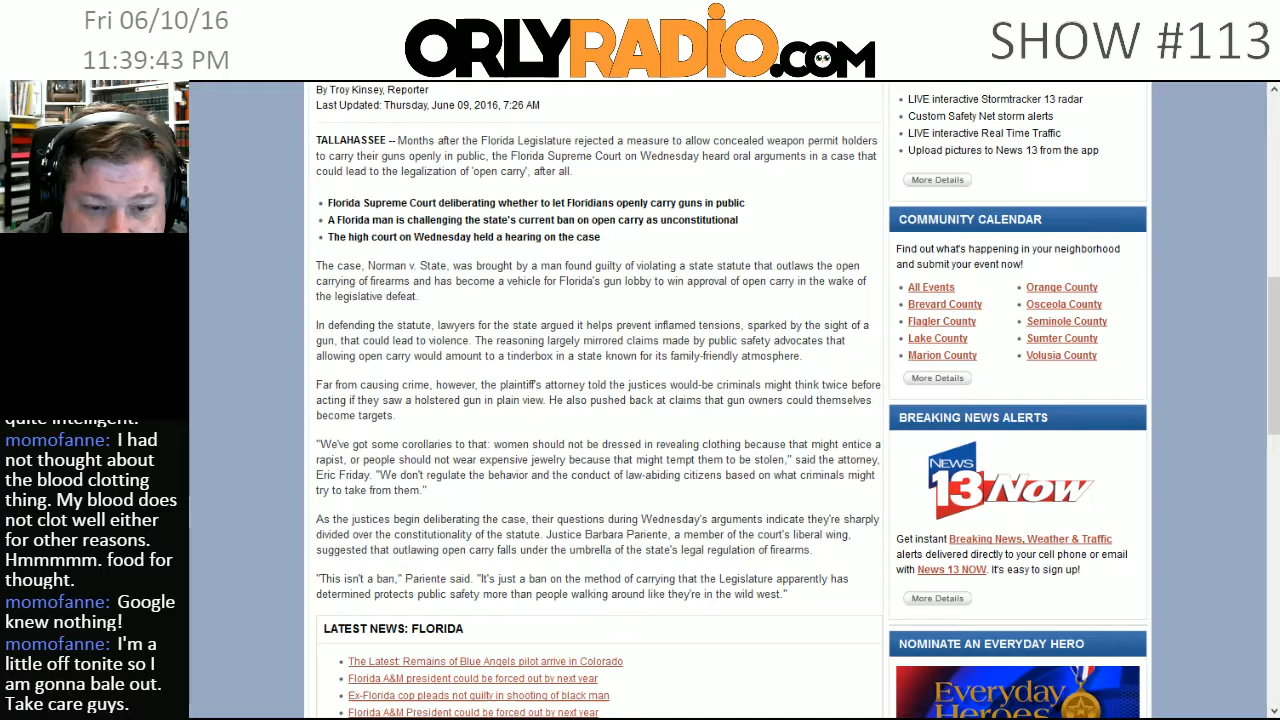 Fri 06/10/16
11:39:43 PM
ORLYRADiO.COM
SHOW #113
By Troy Kinsey, Reporter
Last Updated: Thursday, June 09, 2016, 7:26 AM
TALLAHASSEE -- Months after the Florida Legislature rejected a measure to allow concealed weapon permit holders
to carry their guns openly in public, the Florida Supreme Court on Wednesday heard oral arguments in a case that
could lead to the legalization of 'open carry', after all.
• Florida Supreme Court deliberating whether to let Floridians openly carry guns in public
• A Florida man is challenging the state's current ban on open carry as unconstitutional
• The high court on Wednesday held a hearing on the case
The case, Norman v. State, was brought by a man found guilty of violating a state statute that outlaws the open
carrying of firearms and has become a vehicle for Florida's gun lobby to win approval of open carry in the wake of
the legislative defeat.
In defending the statute, lawyers for the state argued it helps prevent inflamed tensions, sparked by the sight of a
gun, that could lead to violence. The reasoning largely mirrored claims made by public safety advocates that
allowing open carry would amount to a tinderbox in a state known for its family-friendly atmosphere.
Far from causing crime, however, the plaintiff's attorney told the justices would-be criminals might think twice before
acting if they saw a holstered gun in plain view. He also pushed back at claims that gun owners could themselves
become targets.
"We've got some corollaries to that: women should not be dressed in revealing clothing because that might entice a
rapist, or people should not wear expensive jewelry because that might tempt them to be stolen," said the attorney,
Eric Friday. "We don't regulate the behavior and the conduct of law-abiding citizens based on what criminals might
try to take from them."
As the justices begin deliberating the case, their questions during Wednesday's arguments indicate they're sharply
divided over the constitutionality of the statute. Justice Barbara Pariente, a member of the court's liberal wing,
suggested that outlawing open carry falls under the umbrella of the state's legal regulation of firearms.
"This isn't a ban," Pariente said. "It's just a ban on the method of carrying that the Legislature apparently has
determined protects public safety more than people walking around like they're in the wild west."
LATEST NEWS: FLORIDA
• The Latest: Remains of Blue Angels pilot arrive in Colorado
• Florida A&M president could be forced out by next year
• Ex-Florida cop pleads not guilty in shooting of black man
• Florida A&M President could be forced out by next year
• LIVE interactive Stormtracker 13 radar
• Custom Safety Net storm alerts
• LIVE interactive Real Time Traffic
• Upload pictures to News 13 from the app
More Details
COMMUNITY CALENDAR
Find out what's happening in your neighborhood
and submit your event now!
• All Events
• Brevard County
• Flagler County
• Lake County
• Marion County
• Orange County
• Osceola County
• Seminole County
• Sumter County
• Volusia County
More Details
BREAKING NEWS ALERTS
NEWS
13 Now
Get instant Breaking News, Weather & Traffic
alerts delivered directly to your cell phone or email
with News 13 NOW. It's easy to sign up!
More Details
NOMINATE AN EVERYDAY HERO
Everyday
Heroes
quite intelligent.
momofanne: I had
not thought about
the blood clotting
thing. My blood does
not clot well either
for other reasons.
Hmmmmm. food for
thought.
momofanne: Google
knew nothing!
momofanne: I'm a
little off tonite so I
am gonna bale out.
Take care guys.